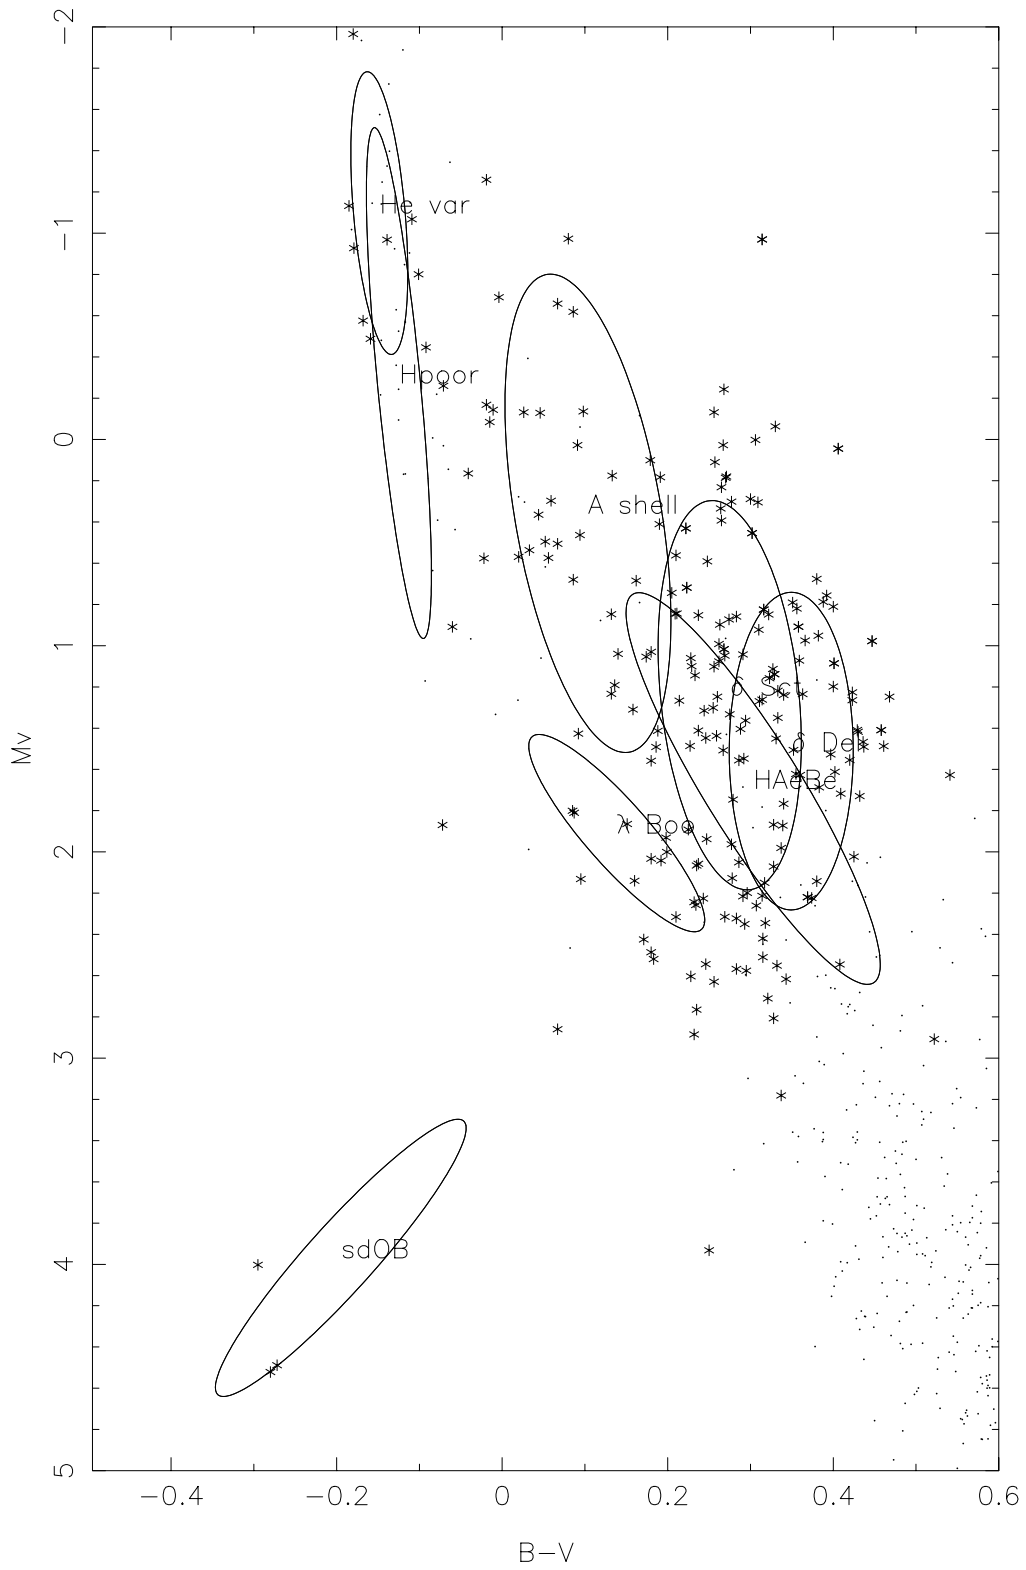 −2
−1
0
1
2
3
4
5
Mv
He var
Hpoor
A shell
δ Sct
δ Del
HAeBe
λ Boo
sdOB
−0.4
−0.2
0
0.2
0.4
0.6
B−V